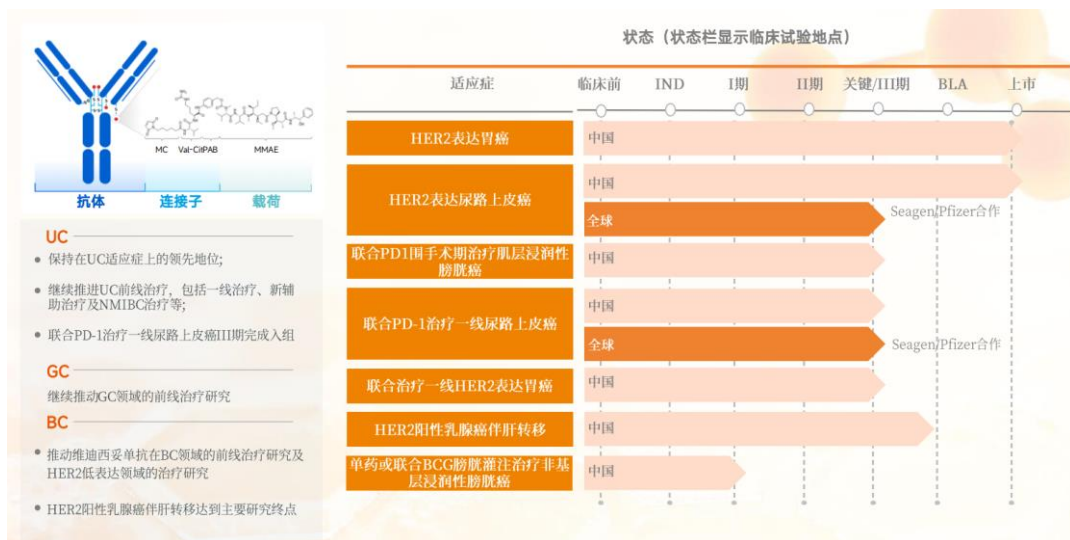 状态（状态栏显示临床试验地点）
MC Val-CitPAB MMAE
抗体 连接子 载荷
UC
• 保持在UC适应症上的领先地位;
• 继续推进UC前线治疗，包括一线治疗、新辅
助治疗及NMIBC治疗等;
• 联合PD-1治疗一线尿路上皮癌III期完成入组
GC
继续推动GC领域的前线治疗研究
BC
• 推动维迪西妥单抗在BC领域的前线治疗研究及
HER2低表达领域的治疗研究
• HER2阳性乳腺癌伴肝转移达到主要研究终点
适应症 临床前 IND I期 II期 关键/III期 BLA 上市
HER2表达胃癌 中国
HER2表达尿路上皮癌 中国
全球 Seagen/Pfizer合作
联合PD1围手术期治疗肌层浸润性
膀胱癌 中国
联合PD-1治疗一线尿路上皮癌 中国
全球 Seagen/Pfizer合作
联合治疗一线HER2表达胃癌 中国
HER2阳性乳腺癌伴肝转移 中国
单药或联合BCG膀胱灌注治疗非基
层浸润性膀胱癌 中国